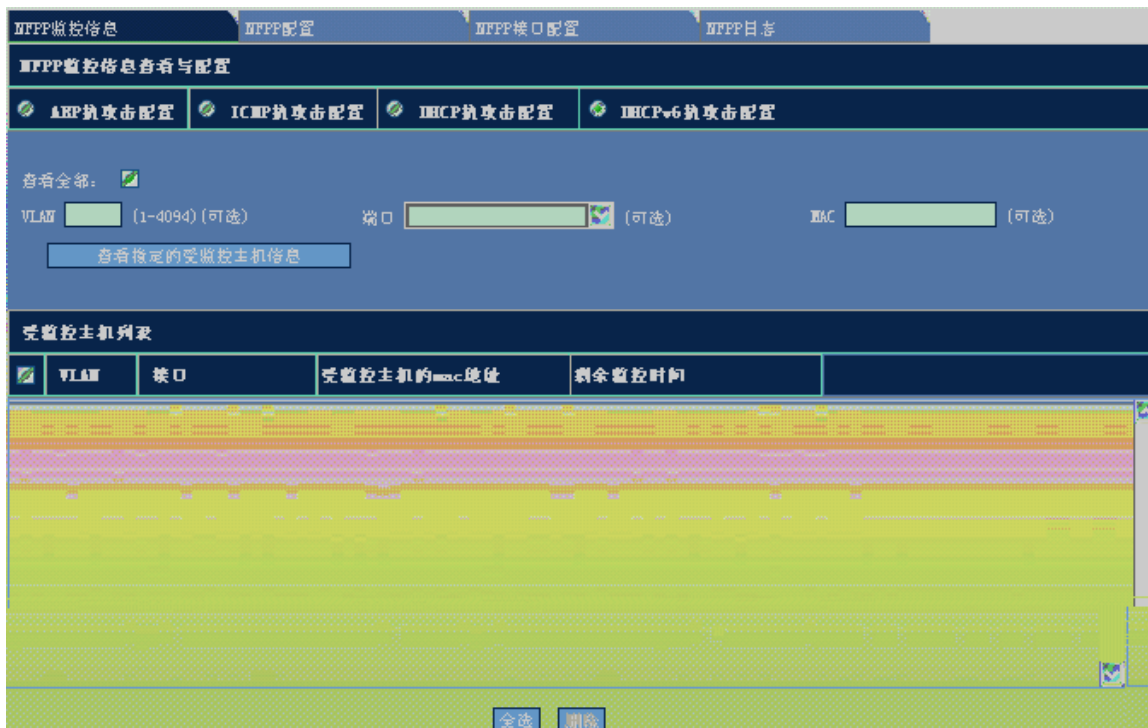 NFPP监控信息 NFPP配置 NFPP接口配置 NFPP日志
NFPP监控信息查看与配置
ARP抗攻击配置 ICMP抗攻击配置 DHCP抗攻击配置 DHCPv6抗攻击配置
查看全部：
VLAN (1-4094)(可选) 端口 (可选) MAC (可选)
查看指定的受监控主机信息
受监控主机列表
VLAN 接口 受监控主机的mac地址 剩余监控时间
全选 删除